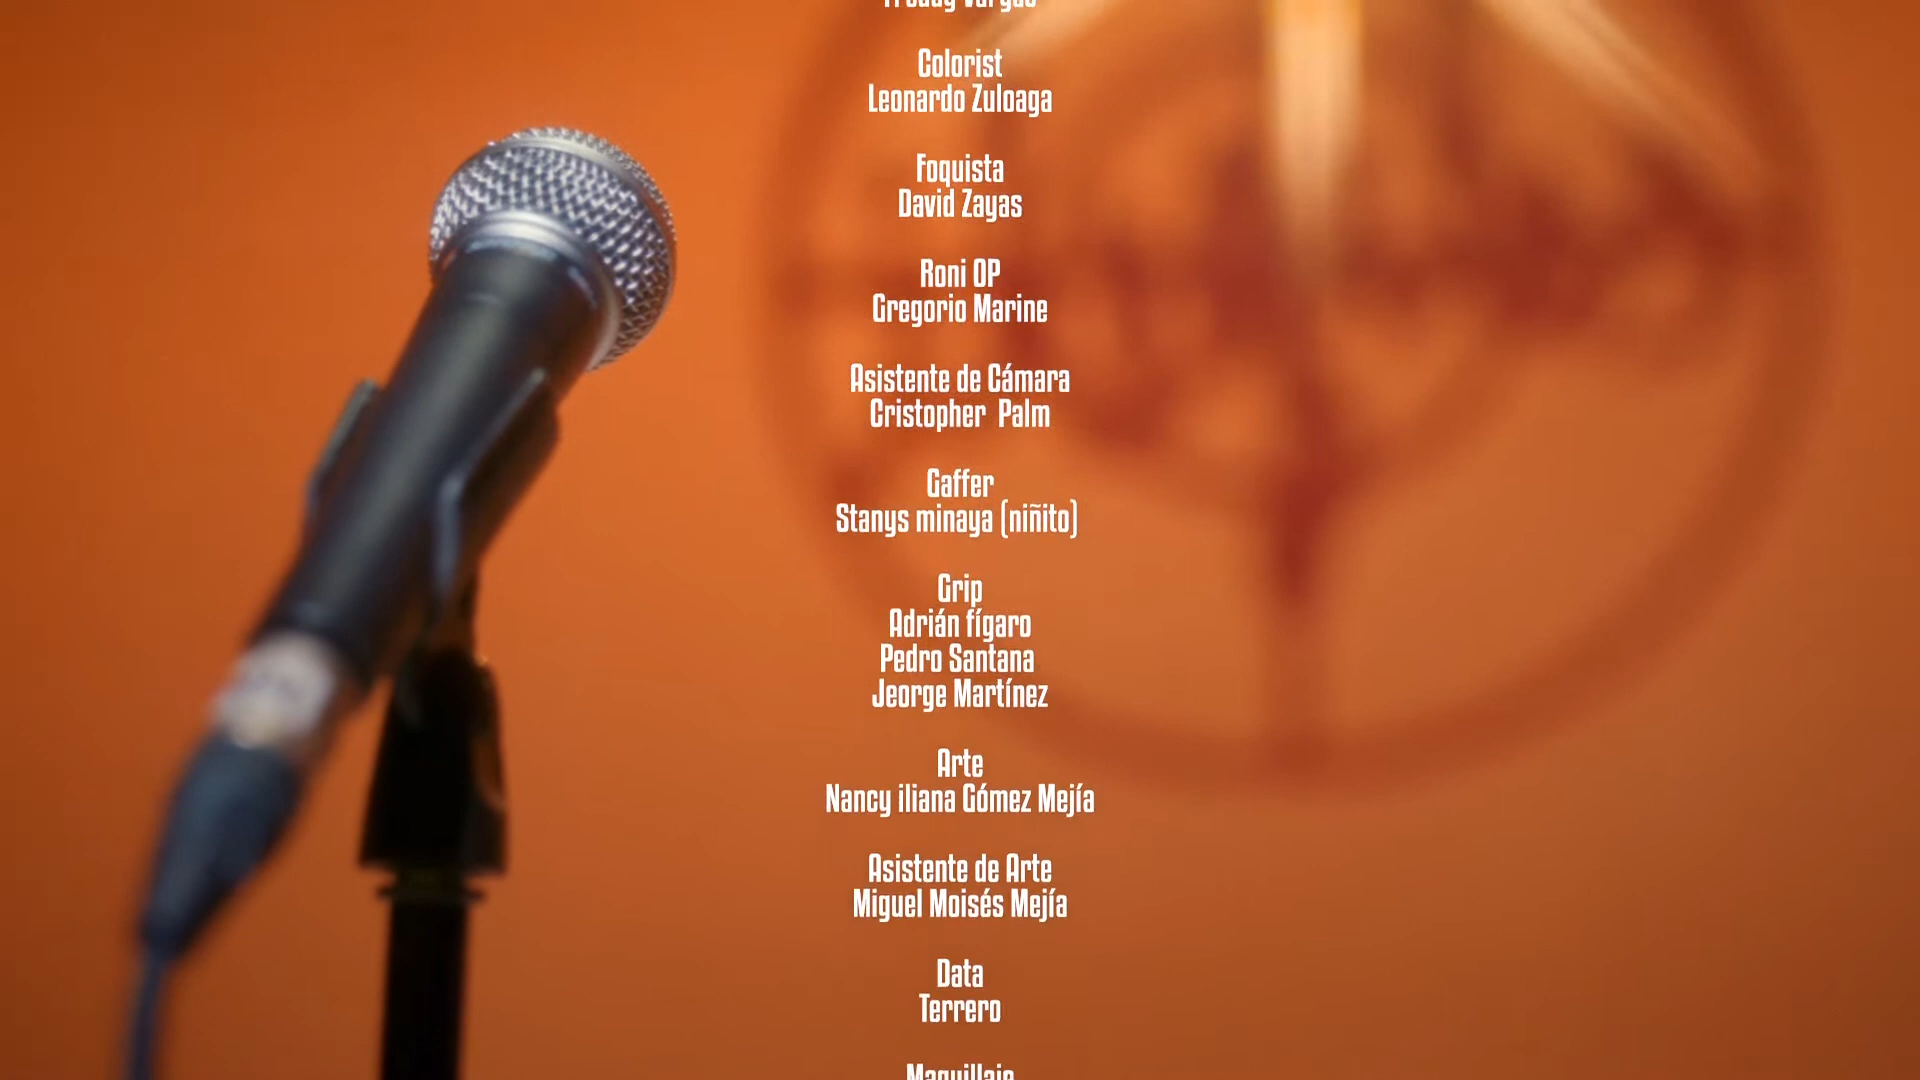 Colorist
Leonardo Zuloaga
Foquista
David Zayas
Roni OP
Gregorio Marine
Asistente de Cámara
Cristopher  Palm
Gaffer
Stanys minaya (niñito)
Grip
Adrián fígaro
Pedro Santana
Jeorge Martínez
Arte
Nancy iliana Gómez Mejía
Asistente de Arte
Miguel Moisés Mejía
Data
Terrero
Maquillaje